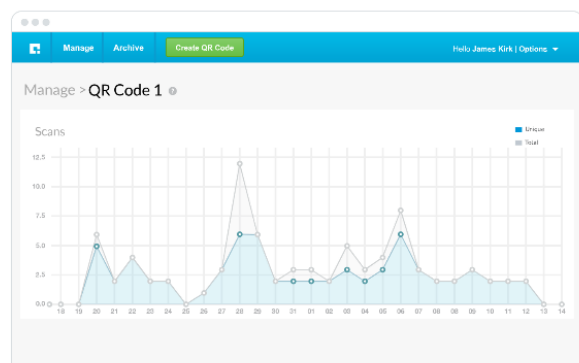 Manage Archive Create QR Code Hello James Kirk | Options
Manage > QR Code 1
Scans
Unique
Total
12.5
10.0
7.5
5.0
2.5
0.0
18 19 20 21 22 23 24 25 26 27 28 29 30 31 01 02 03 04 05 06 07 08 09 10 11 12 13 14